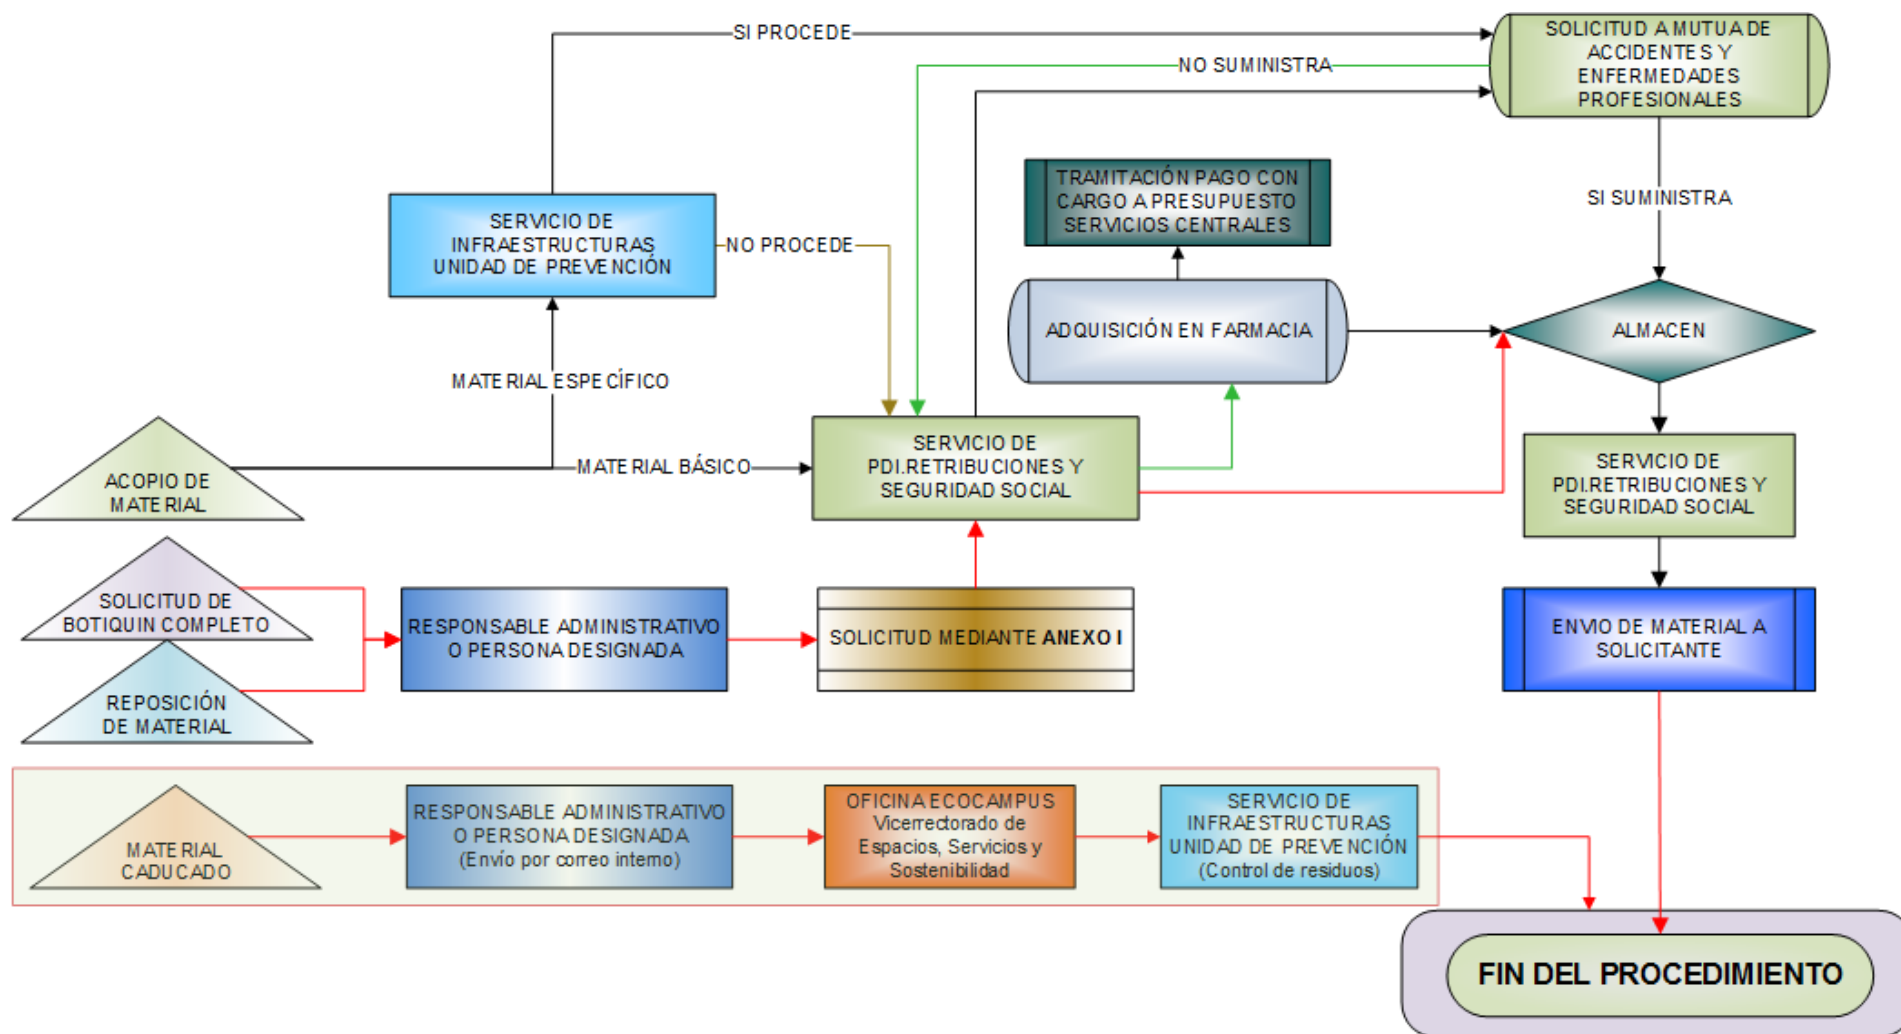 SI PROCEDE
SOLICITUD A MUTUA DE
ACCIDENTES Y
ENFERMEDADES
PROFESIONALES
NO SUMINISTRA
TRAMITACIÓN PAGO CON
CARGO A PRESUPUESTO
SERVICIOS CENTRALES
SI SUMINISTRA
SERVICIO DE
INFRAESTRUCTURAS
UNIDAD DE PREVENCIÓN
NO PROCEDE
ADQUISICIÓN EN FARMACIA
ALMACEN
MATERIAL ESPECÍFICO
ACOPIO DE
MATERIAL
MATERIAL BÁSICO
SERVICIO DE
PDI.RETRIBUCIONES Y
SEGURIDAD SOCIAL
SERVICIO DE
PDI.RETRIBUCIONES Y
SEGURIDAD SOCIAL
SOLICITUD DE
BOTIQUIN COMPLETO
RESPONSABLE ADMINISTRATIVO
O PERSONA DESIGNADA
SOLICITUD MEDIANTE ANEXO I
ENVIO DE MATERIAL A
SOLICITANTE
REPOSICIÓN
DE MATERIAL
MATERIAL
CADUCADO
RESPONSABLE ADMINISTRATIVO
O PERSONA DESIGNADA
(Envío por correo interno)
OFICINA ECOCAMPUS
Vicerrectorado de
Espacios, Servicios y
Sostenibilidad
SERVICIO DE
INFRAESTRUCTURAS
UNIDAD DE PREVENCIÓN
(Control de residuos)
FIN DEL PROCEDIMIENTO